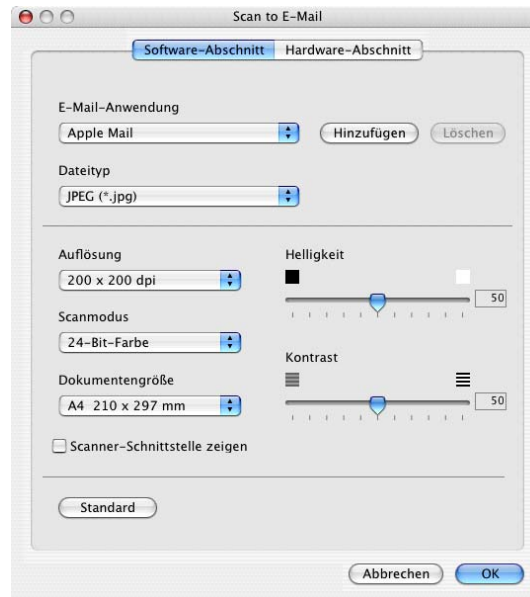 Scan to E-Mail
Software-Abschnitt Hardware-Abschnitt
E-Mail-Anwendung
Apple Mail Hinzufügen Löschen
Dateityp
JPEG (*.jpg)
Auflösung
200 x 200 dpi
Scanmodus
24-Bit-Farbe
Dokumentengröße
A4 210 x 297 mm
Scanner-Schnittstelle zeigen
Helligkeit
50
Kontrast
50
Standard
Abbrechen OK